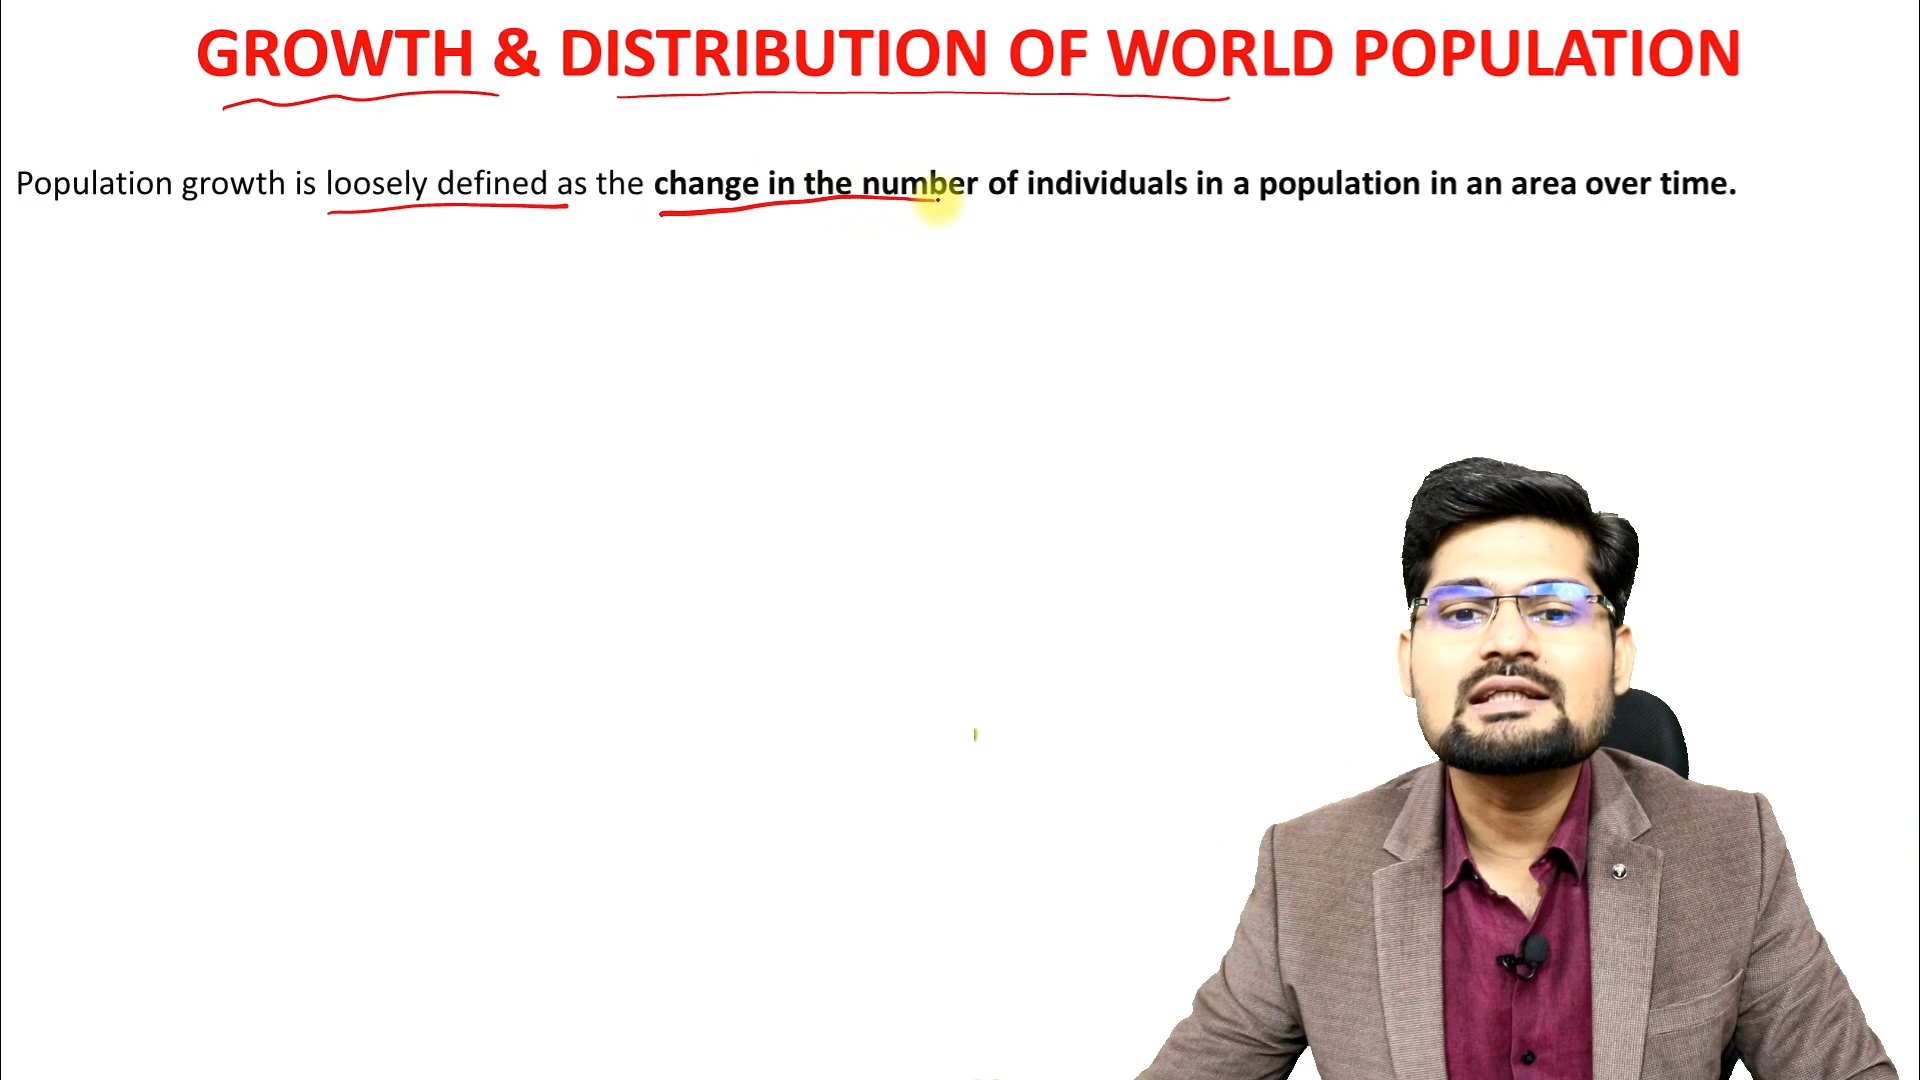 GROWTH & DISTRIBUTION OF WORLD POPULATION
Population growth is loosely defined as the change in the number of individuals in a population in an area over time.